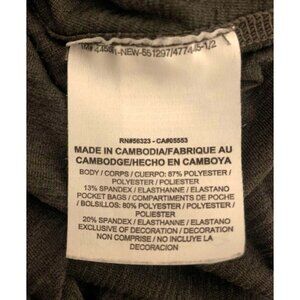 RN#56323 - CA#05553
MADE IN CAMBODIA/FABRIQUE AU
CAMBODGE/HECHO EN CAMBOYA
BODY / CORPS / CUERPO: 87% POLYESTER /
POLYESTER / POLIESTER
13% SPANDEX / ELASTHANNE / ELASTANO
POCKET BAGS / COMPARTIMENTS DE POCHE
/ BOLSILLOS: 80% POLYESTER / POLYESTER /
POLIESTER
20% SPANDEX / ELASTHANNE / ELASTANO
EXCLUSIVE OF DECORATION / DECORATION
NON COMPRISE / NO INCLUYE LA
DECORACION